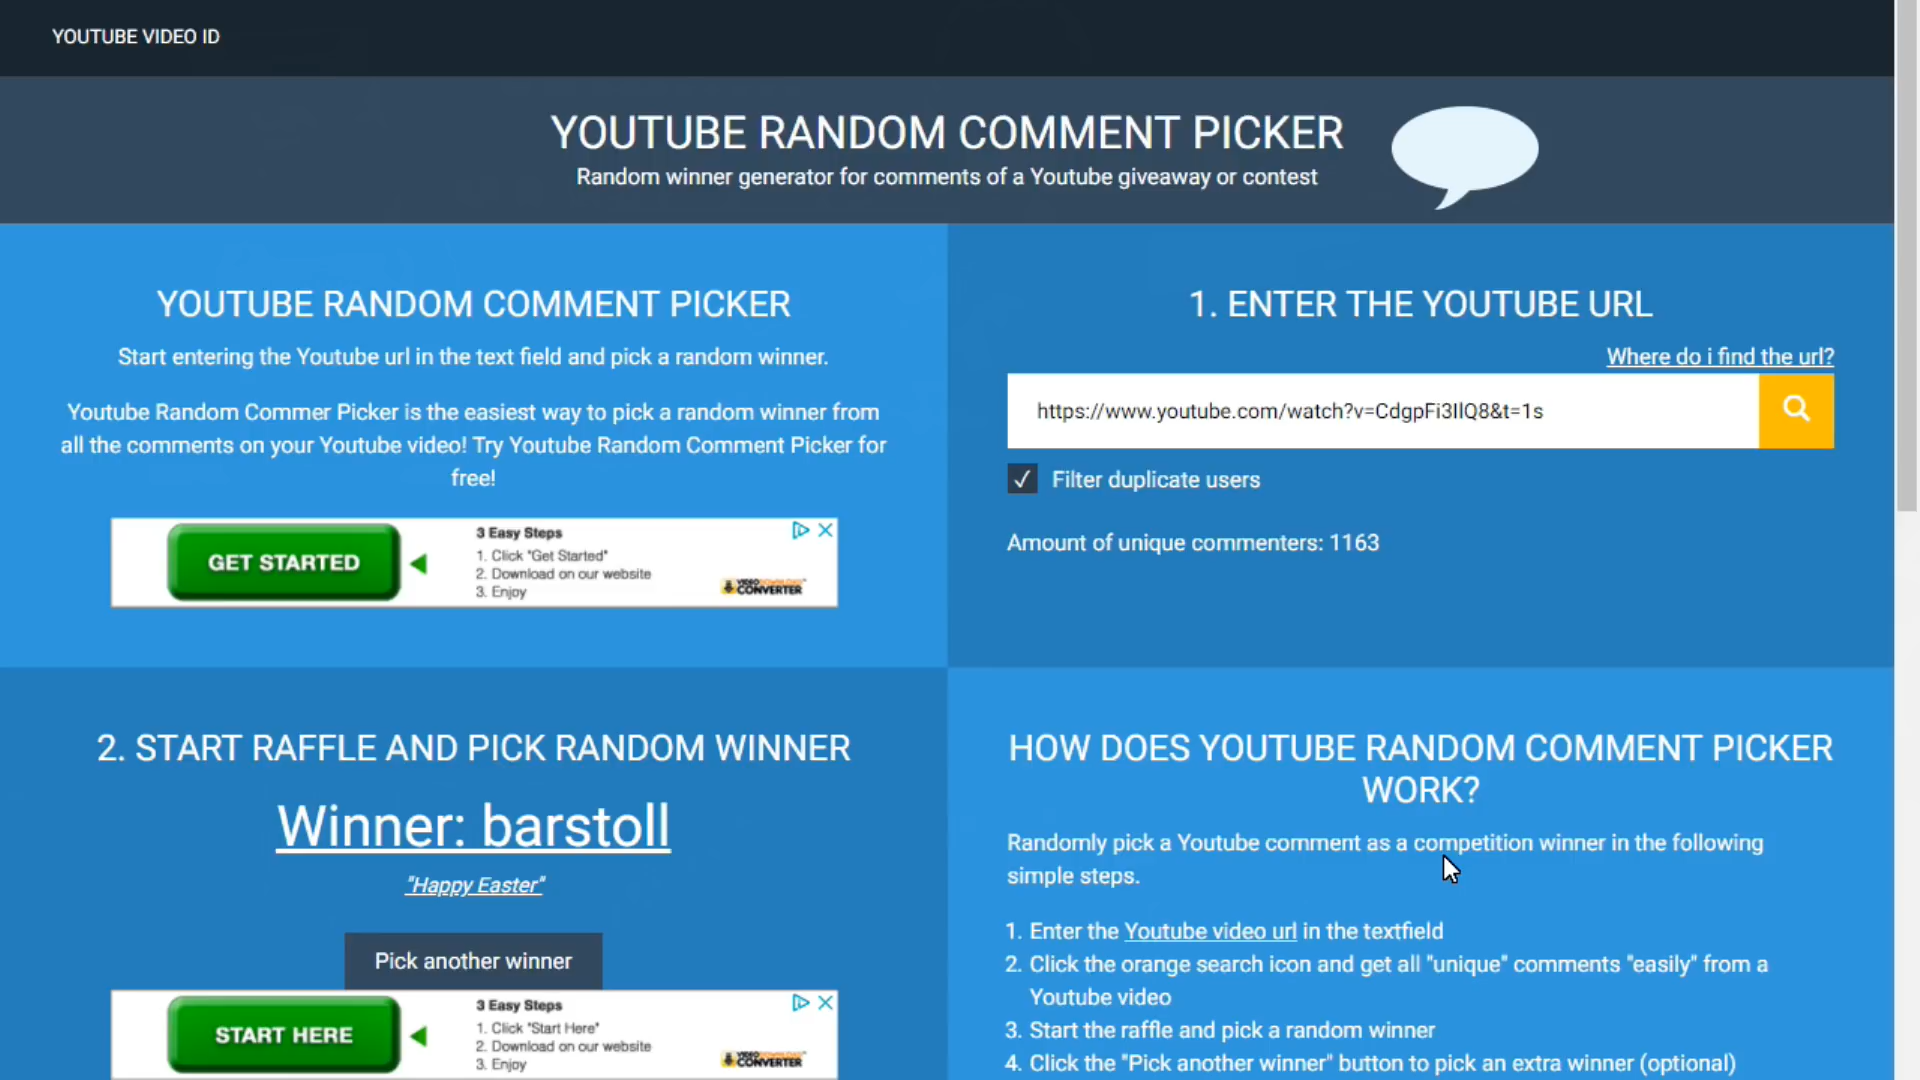 YOUTUBE VIDEO ID
YOUTUBE RANDOM COMMENT PICKER
Random winner generator for comments of a Youtube giveaway or contest
YOUTUBE RANDOM COMMENT PICKER
Start entering the Youtube url in the text field and pick a random winner.
Youtube Random Commer Picker is the easiest way to pick a random winner from
all the comments on your Youtube video! Try Youtube Random Comment Picker for
free!
GET STARTED
3 Easy Steps
1. Click "Get Started"
2. Download on our website
3. Enjoy
VIDEODOWNLOAD
CONVERTER
1. ENTER THE YOUTUBE URL
Where do i find the url?
https://www.youtube.com/watch?v=CdgpFi3IlQ8&t=1s
Filter duplicate users
Amount of unique commenters: 1163
2. START RAFFLE AND PICK RANDOM WINNER
Winner: barstoll
"Happy Easter"
Pick another winner
START HERE
3 Easy Steps
1. Click "Start Here"
2. Download on our website
3. Enjoy
VIDEODOWNLOAD
CONVERTER
HOW DOES YOUTUBE RANDOM COMMENT PICKER
WORK?
Randomly pick a Youtube comment as a competition winner in the following
simple steps.
1. Enter the Youtube video url in the textfield
2. Click the orange search icon and get all "unique" comments "easily" from a
Youtube video
3. Start the raffle and pick a random winner
4. Click the "Pick another winner" button to pick an extra winner (optional)